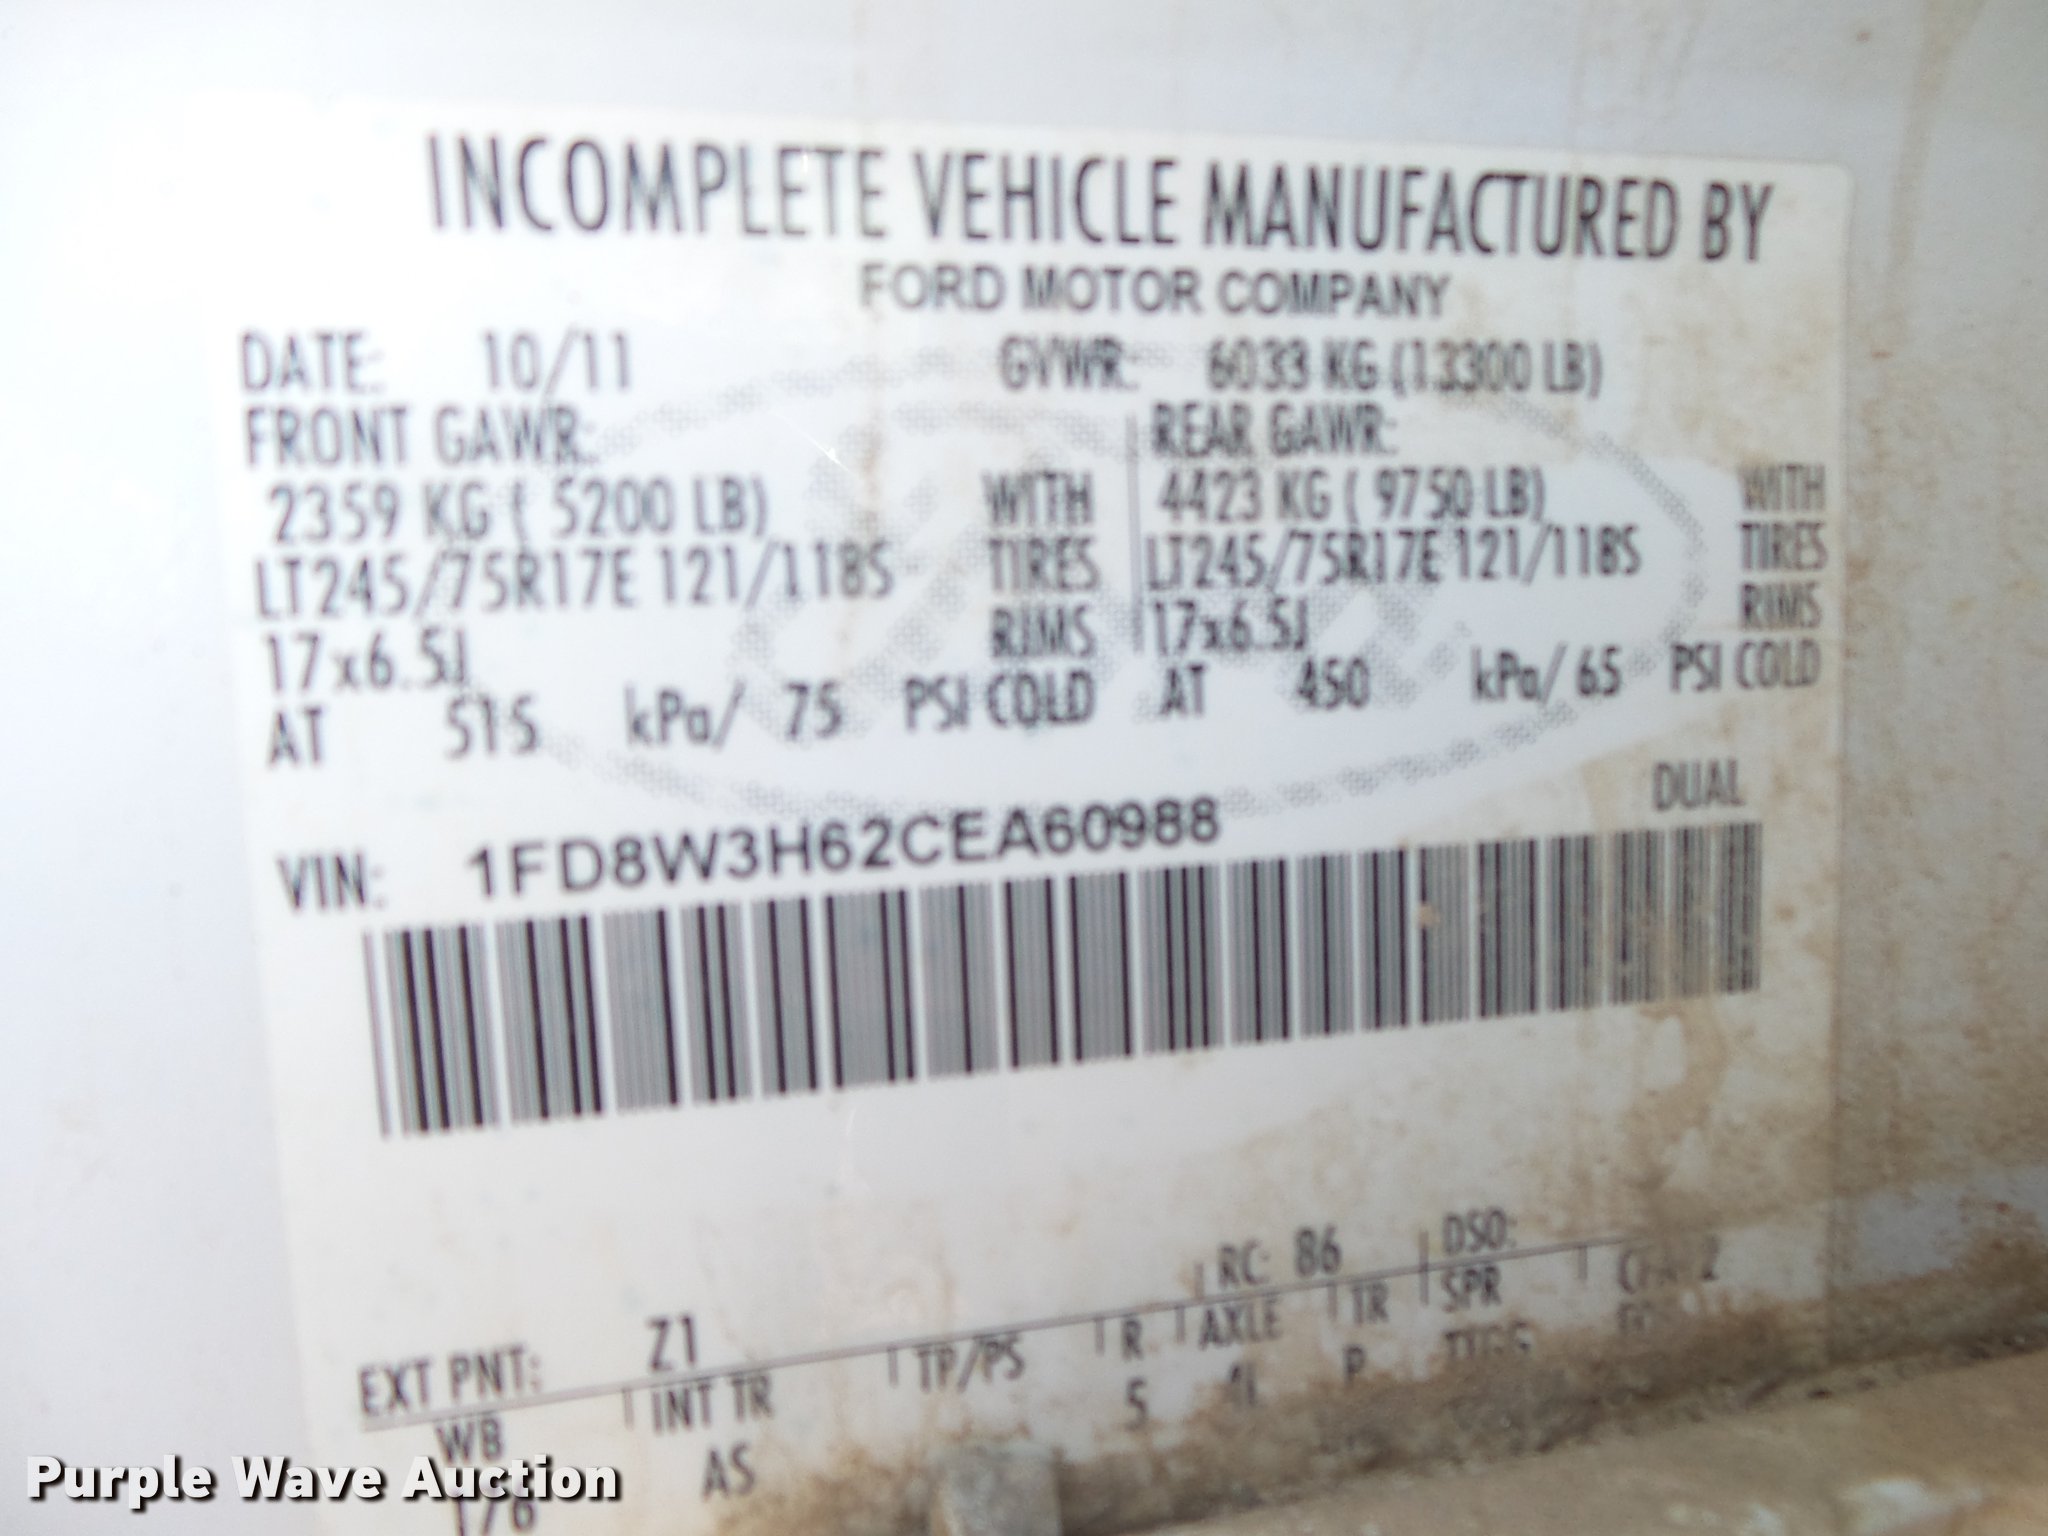 INCOMPLETE VEHICLE MANUFACTURED BY
FORD MOTOR COMPANY
DATE: 10/11 GVWR: 6033 KG (13300 LB)
FRONT GAWR: REAR GAWR:
2359 KG ( 5200 LB) WITH 4423 KG ( 9750 LB) WITH
LT245/75R17E 121/118S TIRES LT245/75R17E 121/118S TIRES
17x6.5J RIMS 17x6.5J RIMS
AT 515 kPa/ 75 PSI COLD AT 450 kPa/ 65 PSI COLD
DUAL
VIN: 1FD8W3H62CEA60988
EXT PNT: Z1 RC: 86 DSO:
WB INT TR TP/PS R AXLE TR SPR
176 AS 5 4L P
Purple Wave Auction